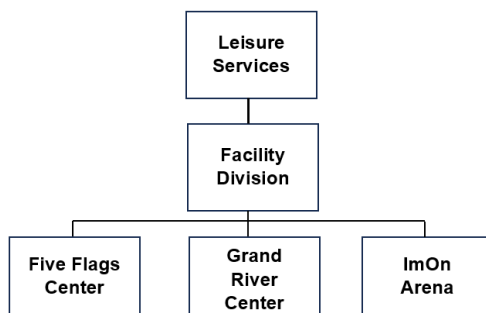 Leisure
Services
Facility
Division
Five Flags
Center
Grand
River
Center
ImOn
Arena